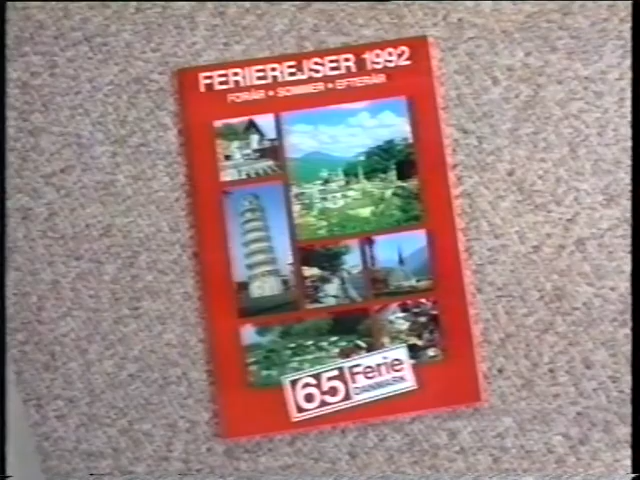 FERIEREJSER 1992
FORÅR • SOMMER • EFTERÅR
65 Ferie
DANMARK